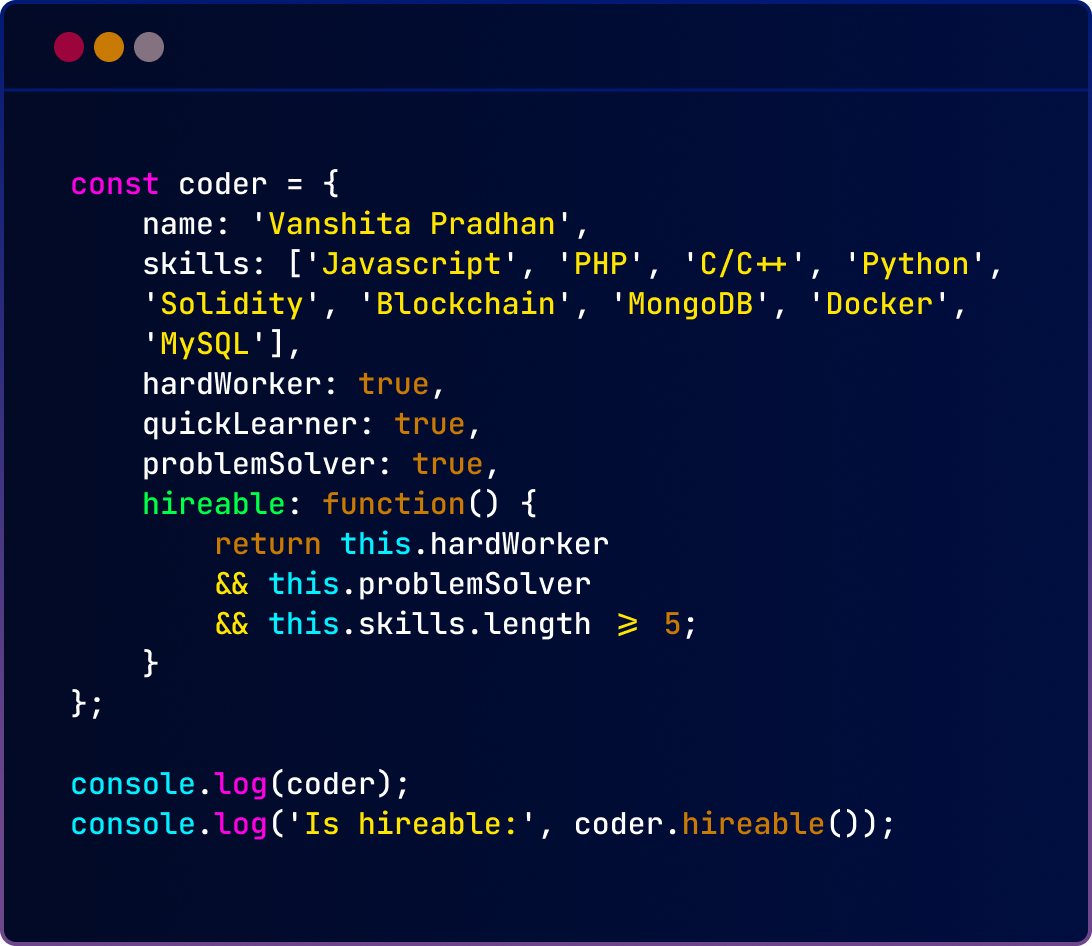 const coder = {
    name: 'Vanshita Pradhan',
    skills: ['Javascript', 'PHP', 'C/C++', 'Python',
    'Solidity', 'Blockchain', 'MongoDB', 'Docker',
    'MySQL'],
    hardWorker: true,
    quickLearner: true,
    problemSolver: true,
    hireable: function() {
        return this.hardWorker
        && this.problemSolver
        && this.skills.length >= 5;
    }
};

console.log(coder);
console.log('Is hireable:', coder.hireable());